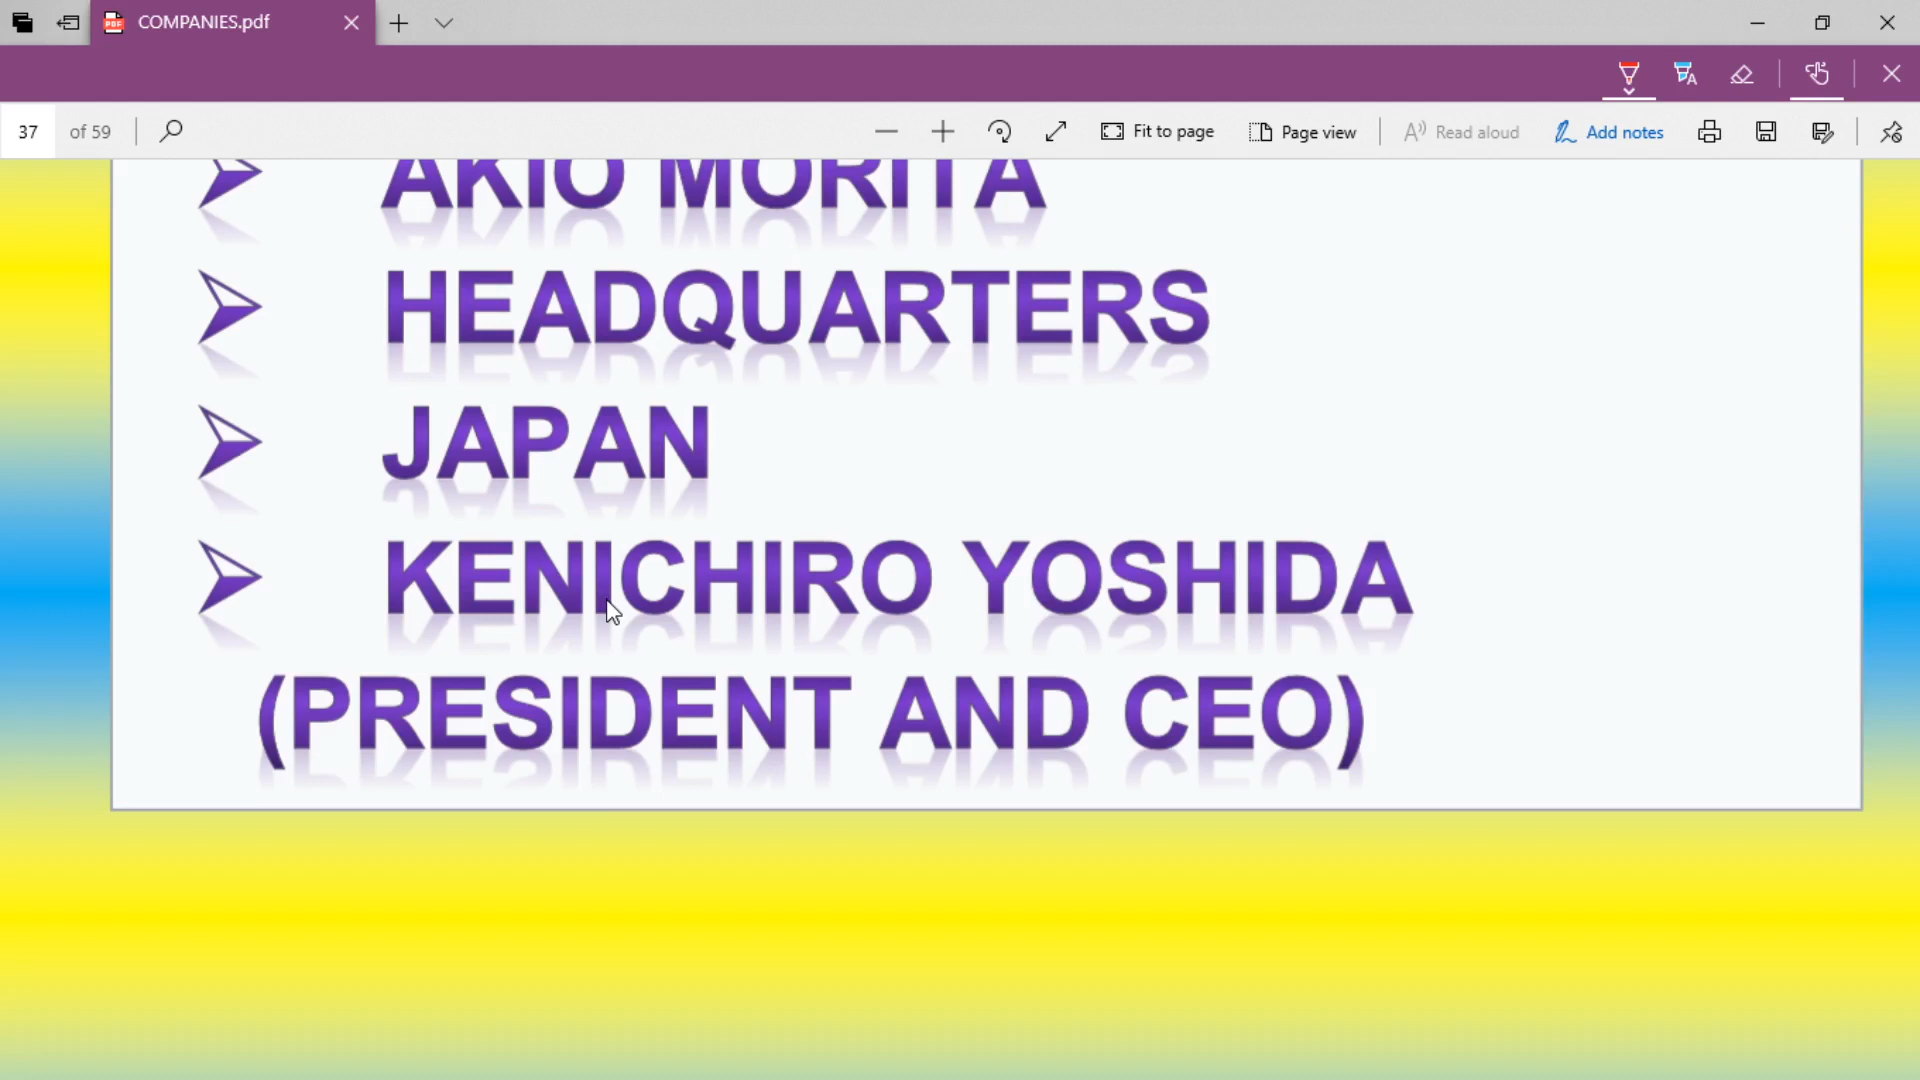 COMPANIES.pdf
37 of 59
Fit to page
Page view
Read aloud
Add notes
AKIO MORITA
HEADQUARTERS
JAPAN
KENICHIRO YOSHIDA
(PRESIDENT AND CEO)